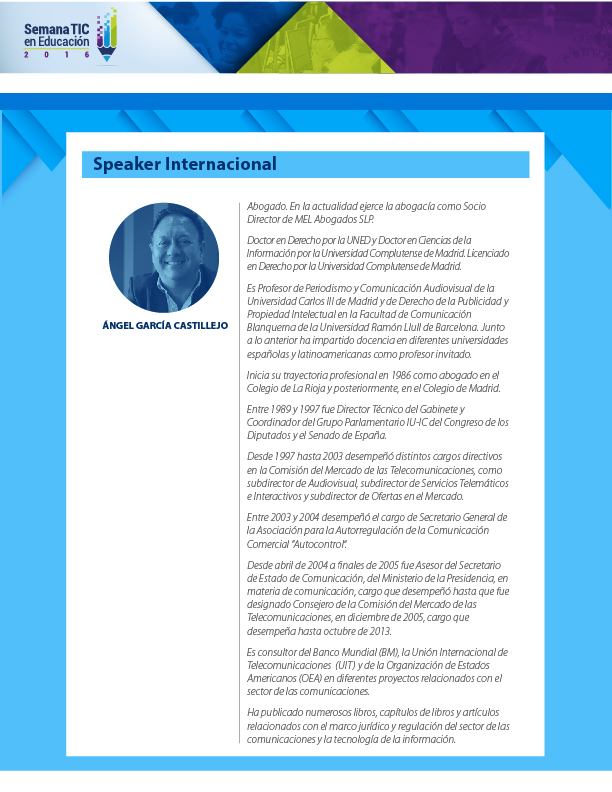 Semana TIC
en Educación
2 0 1 6
Speaker Internacional
ÁNGEL GARCÍA CASTILLEJO
Abogado. En la actualidad ejerce la abogacía como Socio
Director de MEL Abogados SLP.
Doctor en Derecho por la UNED y Doctor en Ciencias de la
Información por la Universidad Complutense de Madrid. Licenciado
en Derecho por la Universidad Complutense de Madrid.
Es Profesor de Periodismo y Comunicación Audiovisual de la
Universidad Carlos III de Madrid y de Derecho de la Publicidad y
Propiedad Intelectual en la Facultad de Comunicación
Blanquerna de la Universidad Ramón Llull de Barcelona. Junto
a lo anterior ha impartido docencia en diferentes universidades
españolas y latinoamericanas como profesor invitado.
Inicia su trayectoria profesional en 1986 como abogado en el
Colegio de La Rioja y posteriormente, en el Colegio de Madrid.
Entre 1989 y 1997 fue Director Técnico del Gabinete y
Coordinador del Grupo Parlamentario IU-IC del Congreso de los
Diputados y el Senado de España.
Desde 1997 hasta 2003 desempeñó distintos cargos directivos
en la Comisión del Mercado de las Telecomunicaciones, como
subdirector de Audiovisual, subdirector de Servicios Telemáticos
e Interactivos y subdirector de Ofertas en el Mercado.
Entre 2003 y 2004 desempeñó el cargo de Secretario General de
la Asociación para la Autorregulación de la Comunicación
Comercial “Autocontrol”.
Desde abril de 2004 a finales de 2005 fue Asesor del Secretario
de Estado de Comunicación, del Ministerio de la Presidencia, en
materia de comunicación, cargo que desempeñó hasta que fue
designado Consejero de la Comisión del Mercado de las
Telecomunicaciones, en diciembre de 2005, cargo que
desempeña hasta octubre de 2013.
Es consultor del Banco Mundial (BM), la Unión Internacional de
Telecomunicaciones (UIT) y de la Organización de Estados
Americanos (OEA) en diferentes proyectos relacionados con el
sector de las comunicaciones.
Ha publicado numerosos libros, capítulos de libros y artículos
relacionados con el marco jurídico y regulación del sector de las
comunicaciones y la tecnología de la información.